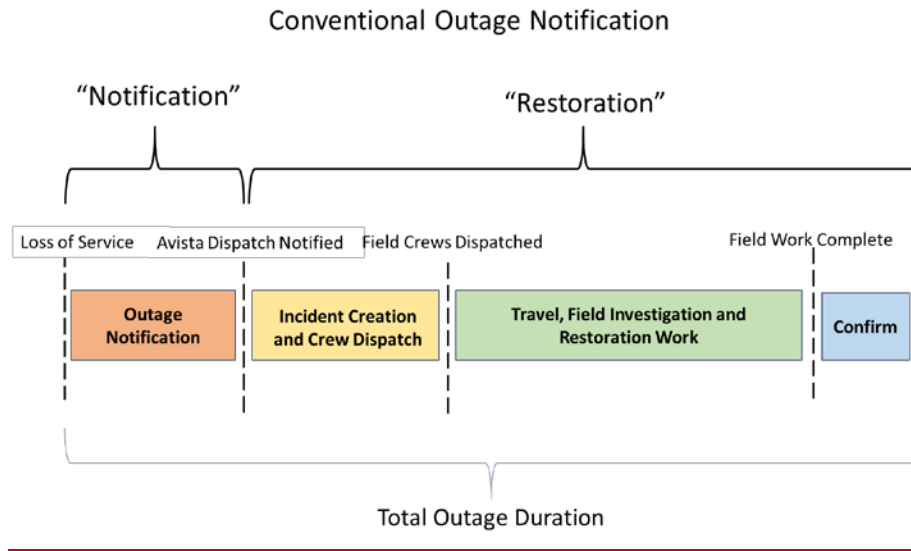 Conventional Outage Notification
“Notification”
“Restoration”
Loss of Service
Avista Dispatch Notified
Field Crews Dispatched
Field Work Complete
Outage
Notification
Incident Creation
and Crew Dispatch
Travel, Field Investigation and
Restoration Work
Confirm
Total Outage Duration